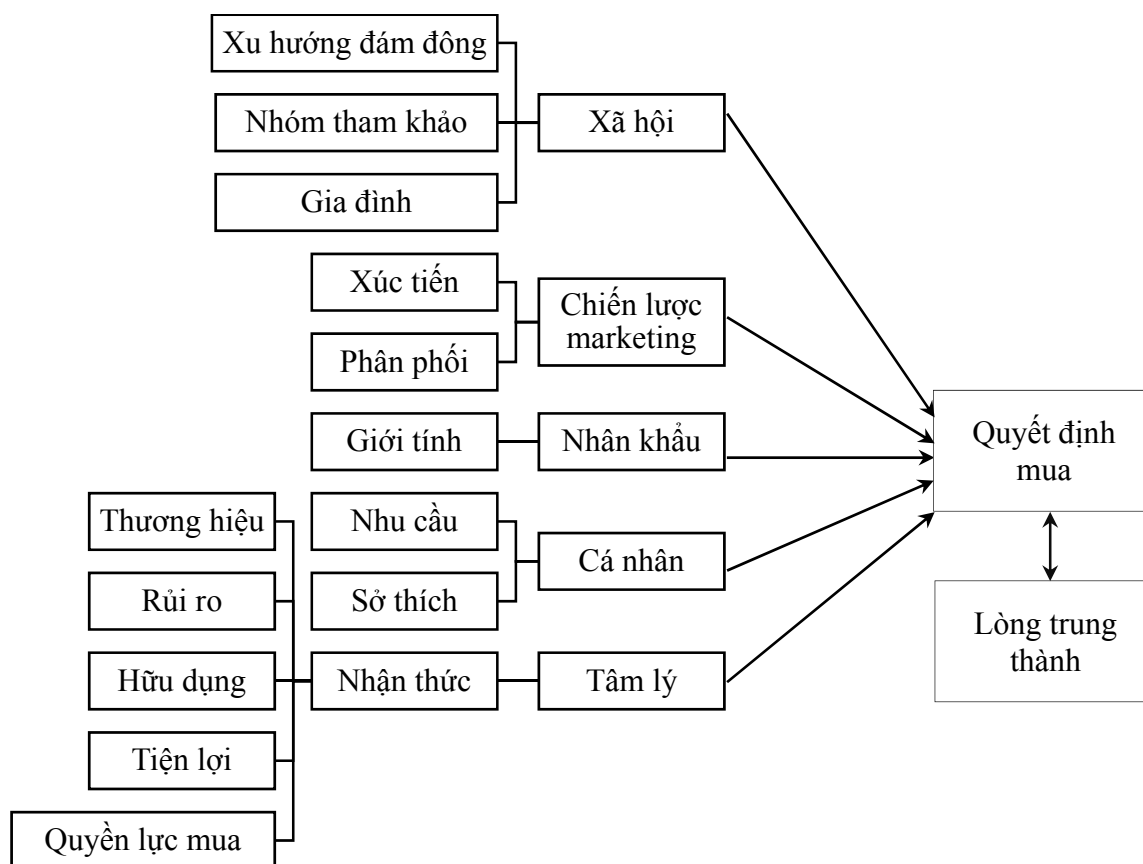 Xu hướng đám đông
Nhóm tham khảo
Xã hội
Gia đình
Xúc tiến
Chiến lược
marketing
Phân phối
Giới tính
Nhân khẩu
Quyết định
mua
Thương hiệu
Nhu cầu
Cá nhân
Rủi ro
Sở thích
Lòng trung
thành
Hữu dụng
Nhận thức
Tâm lý
Tiện lợi
Quyền lực mua